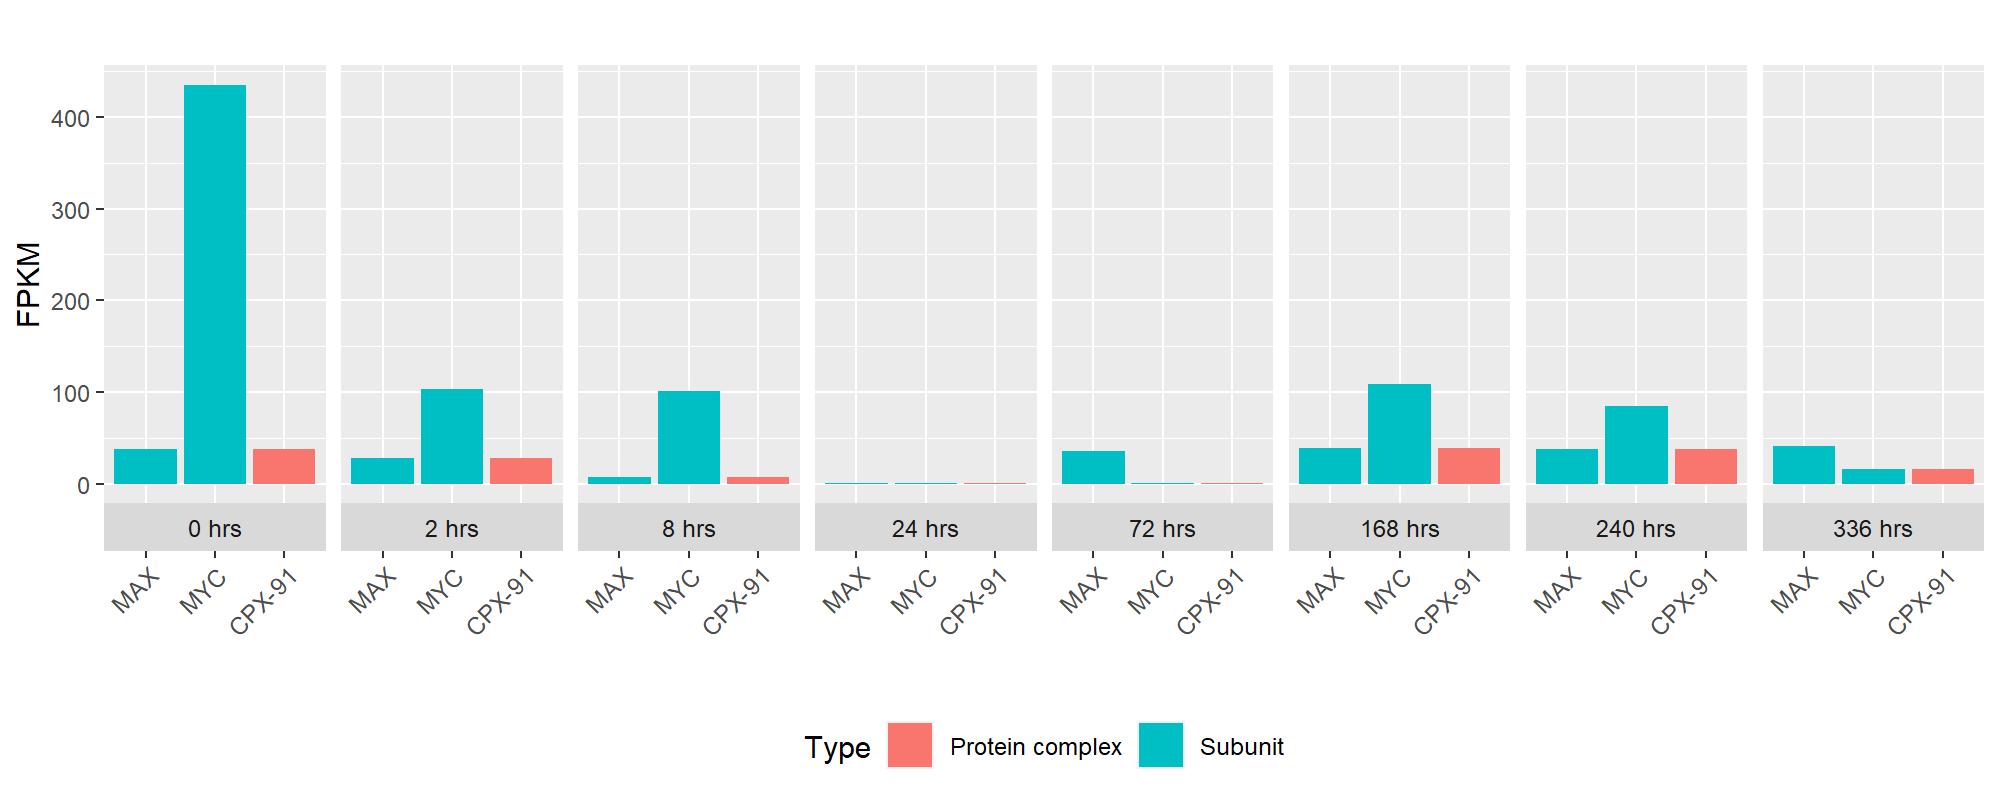 FPKM
400
300
200
100
0
0 hrs 2 hrs 8 hrs 24 hrs 72 hrs 168 hrs 240 hrs 336 hrs
MAX MYC CPX-91 MAX MYC CPX-91 MAX MYC CPX-91 MAX MYC CPX-91 MAX MYC CPX-91 MAX MYC CPX-91 MAX MYC CPX-91 MAX MYC CPX-91
Type Protein complex Subunit